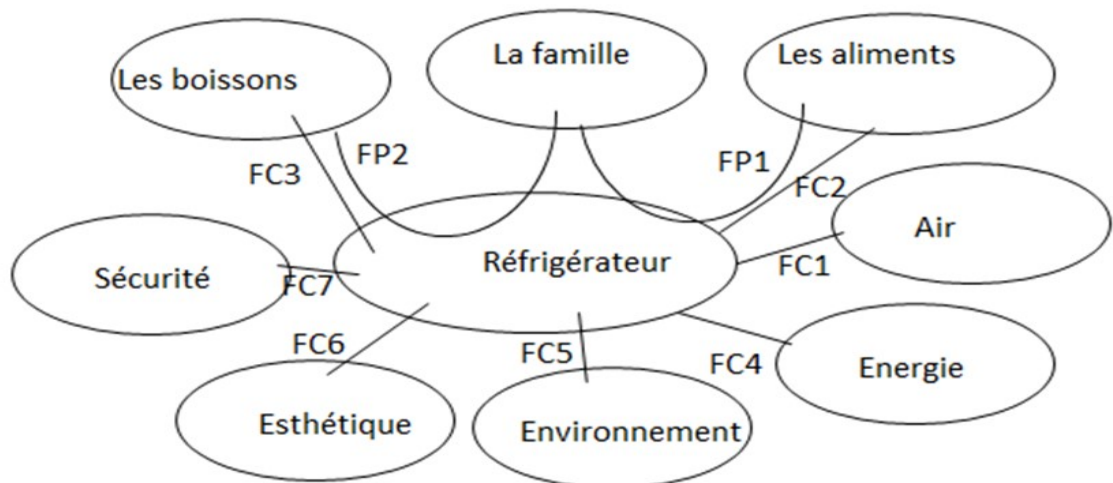 La famille
Les aliments
Les boissons
FP2
FP1
FC3
FC2
Air
Réfrigérateur
FC1
Sécurité
FC7
FC6
FC5
FC4
Energie
Esthétique
Environnement